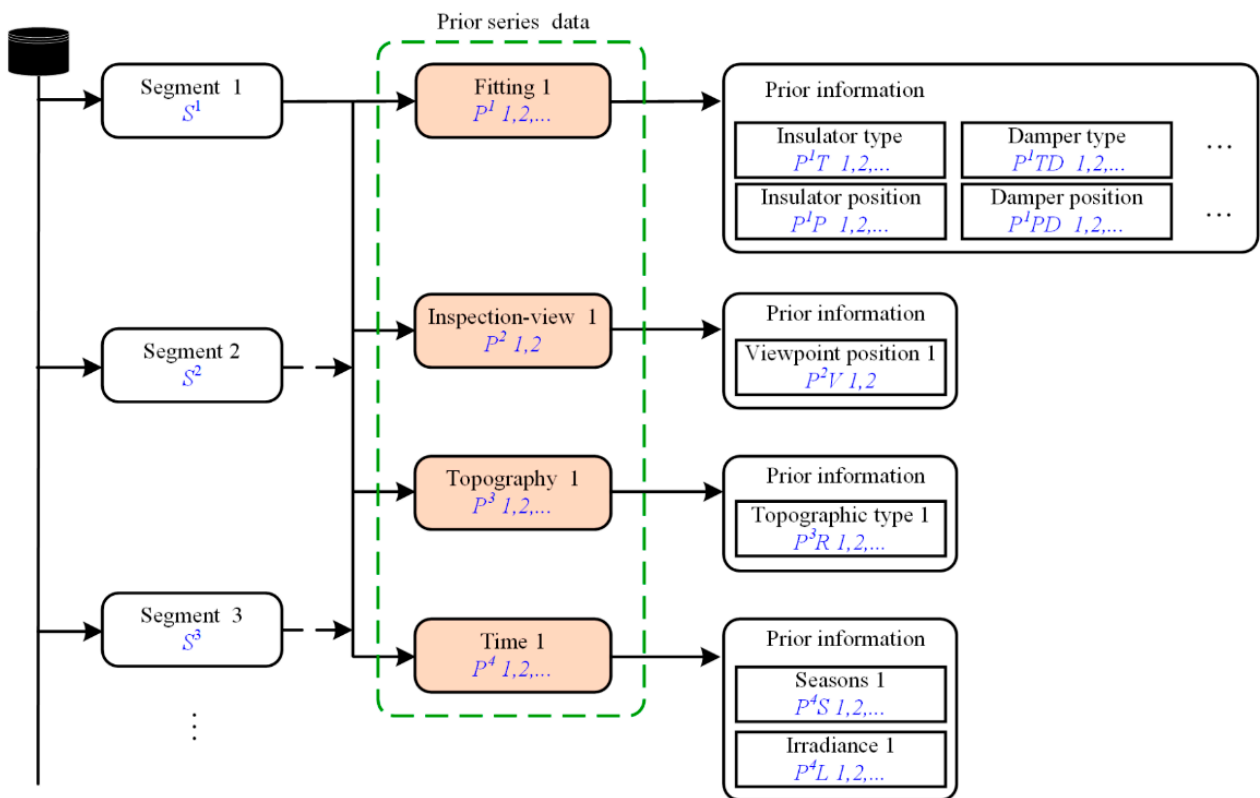 Prior series data
Segment 1
S¹
Fitting 1
P¹ 1,2,...
Prior information
Insulator type
P¹T 1,2,...
Damper type
P¹TD 1,2,...
...
Insulator position
P¹P 1,2,...
Damper position
P¹PD 1,2,...
...
Segment 2
S²
Inspection-view 1
P² 1,2
Prior information
Viewpoint position 1
P²V 1,2
Topography 1
P³ 1,2,...
Prior information
Topographic type 1
P³R 1,2,...
Segment 3
S³
⋮
Time 1
P⁴ 1,2,...
Prior information
Seasons 1
P⁴S 1,2,...
Irradiance 1
P⁴L 1,2,...